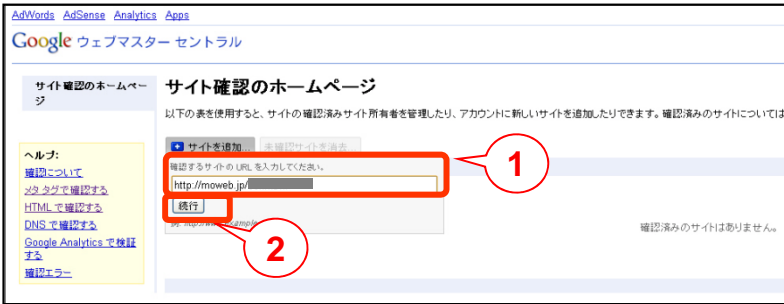 AdWords AdSense Analytics Apps
Google ウェブマスター セントラル
サイト確認のホームページ
サイト確認のホームページ
以下の表を使用すると、サイトの確認済みサイト所有者を管理したり、アカウントに新しいサイトを追加したりできます。確認済みのサイトについては
サイトを追加...
未確認サイトを消去
確認するサイトの URL を入力してください。
http://moweb.jp/
続行
1
2
確認済みのサイトはありません。
ヘルプ:
確認について
メタ タグで確認する
HTML で確認する
DNS で確認する
Google Analytics で検証する
確認エラー